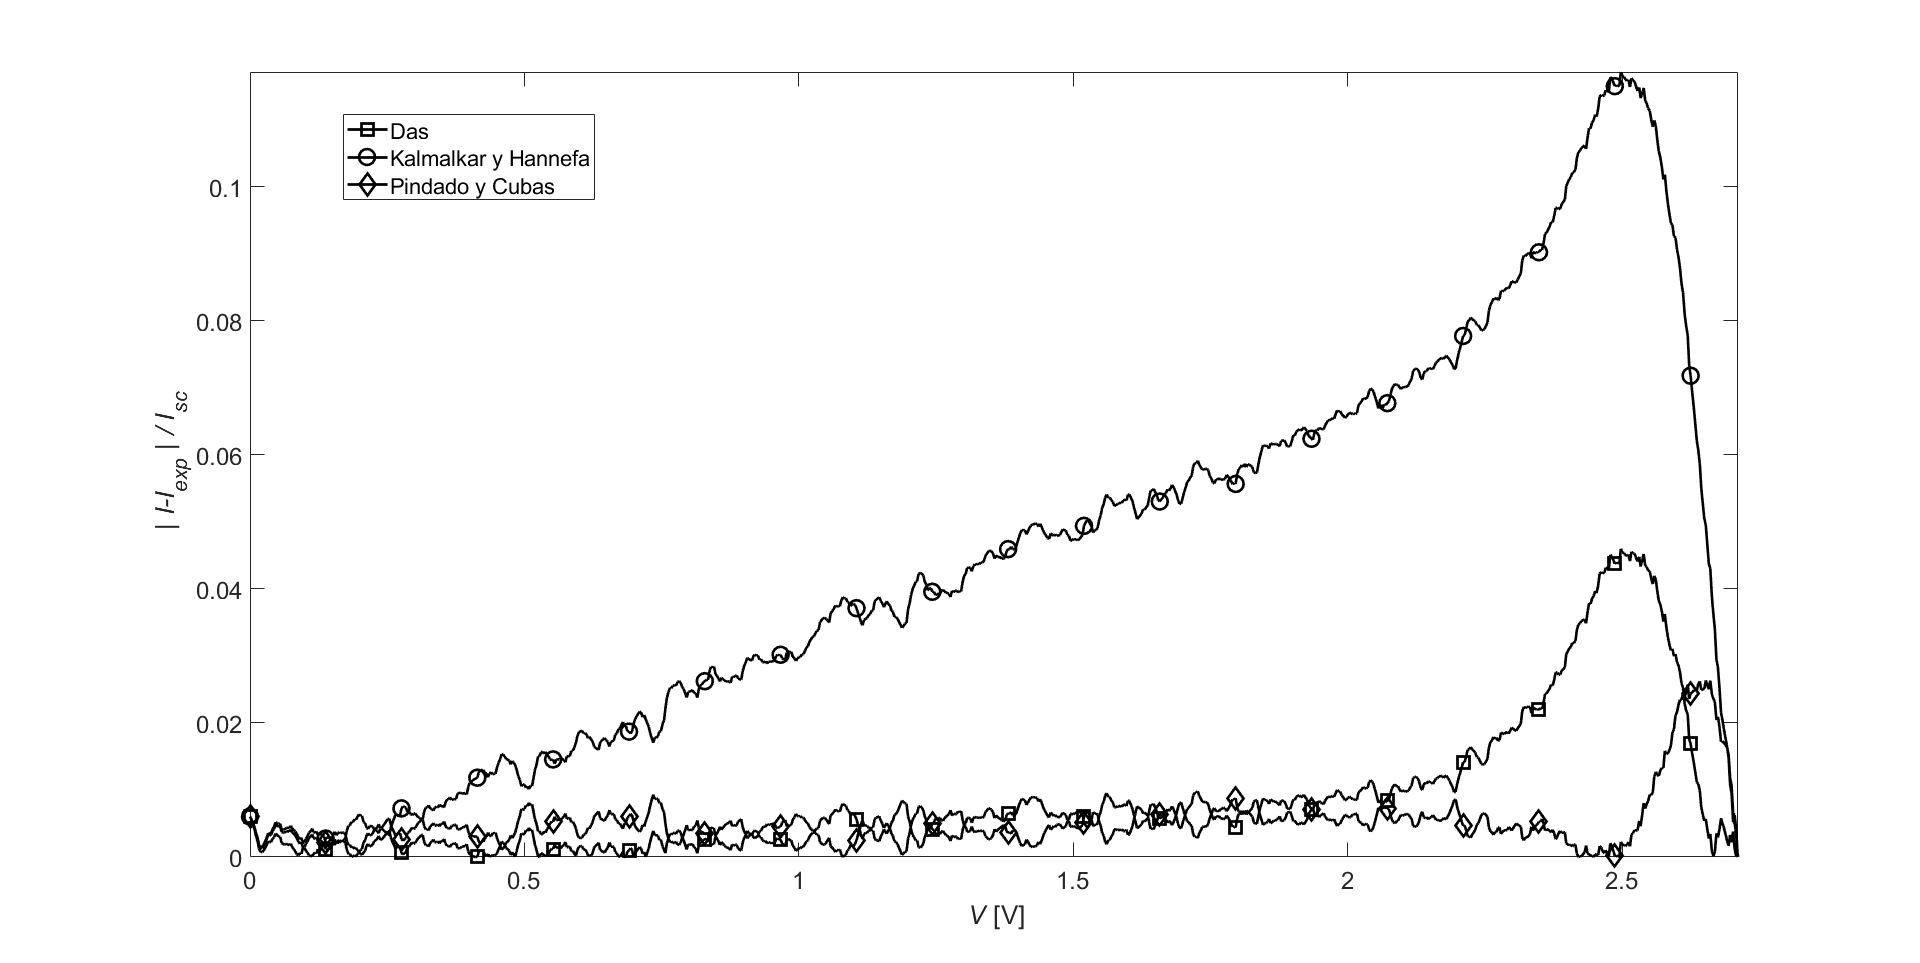 Das
Kalmalkar y Hannefa
Pindado y Cubas
0.1
0.08
0.06
0.04
0.02
0
| I-I_exp | / I_sc
0 0.5 1 1.5 2 2.5
V [V]